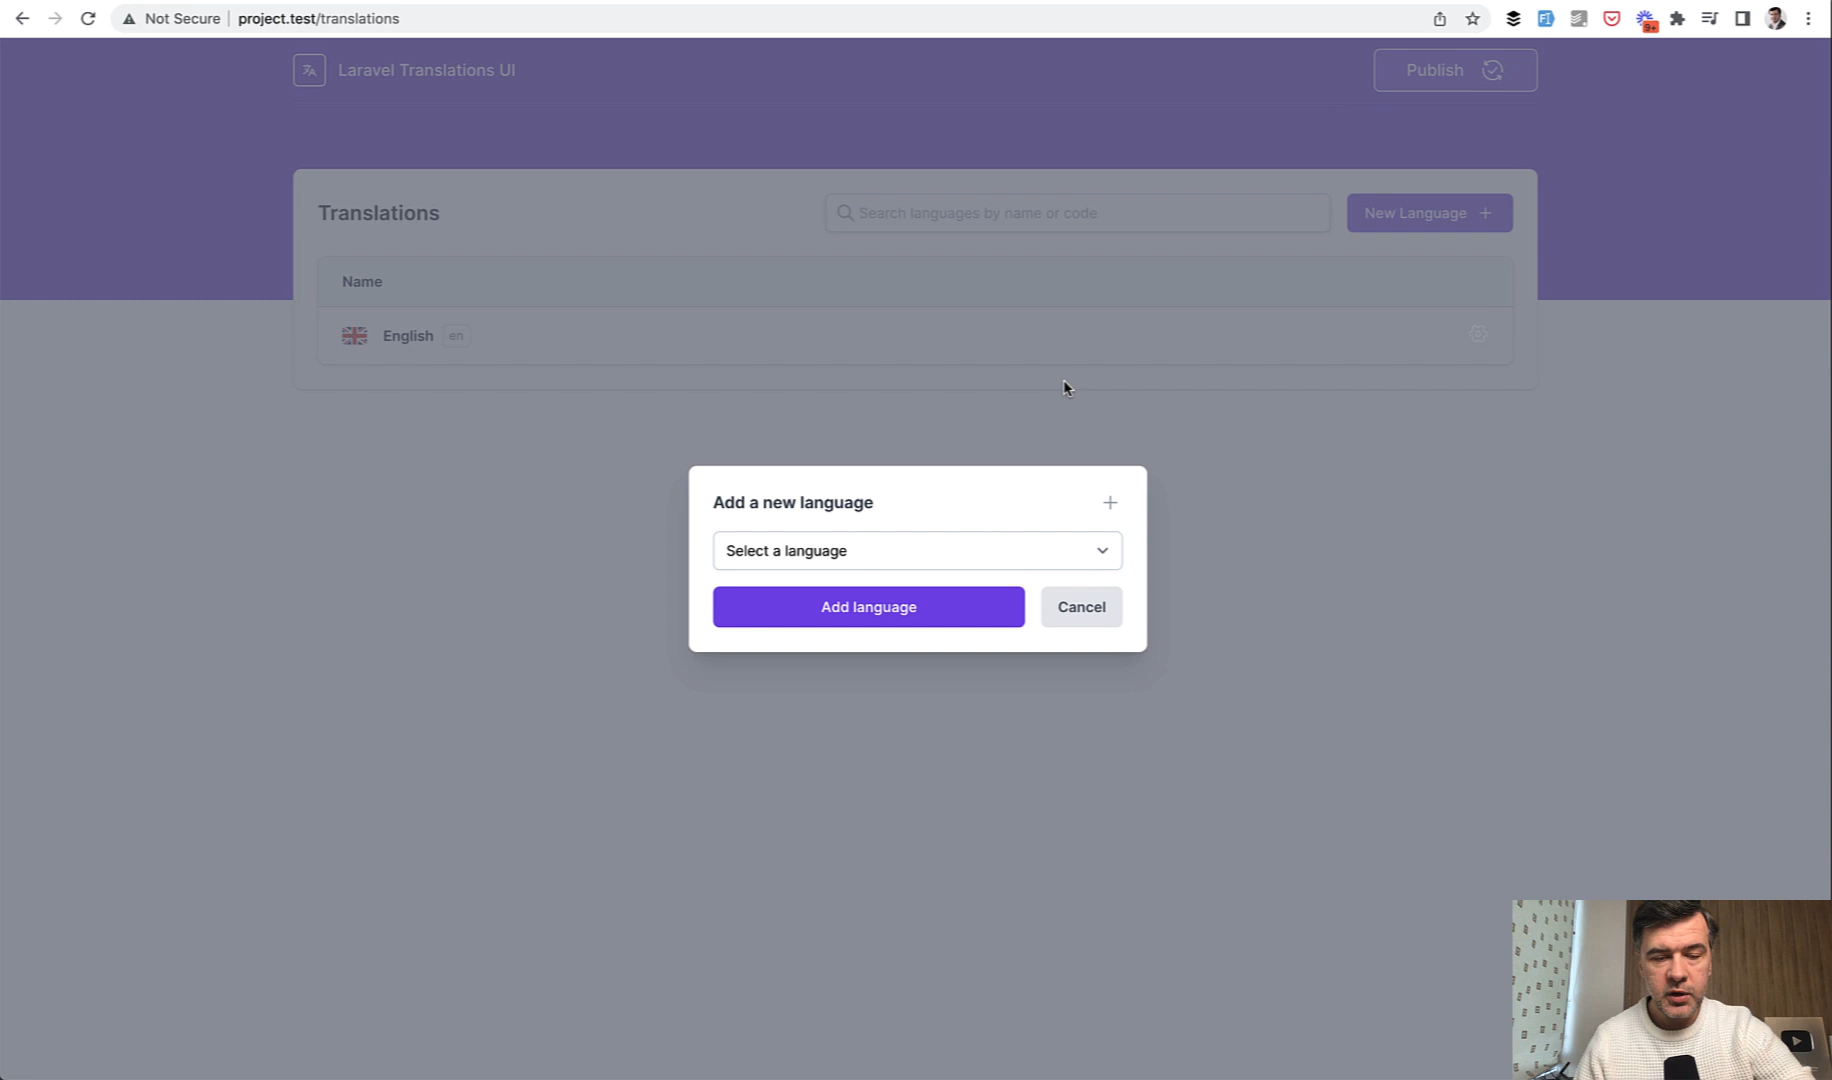 Not Secure | project.test/translations
9+
Laravel Translations UI
Publish
Translations
Search languages by name or code
New Language +
Name
English en
Add a new language
Select a language
Add language
Cancel